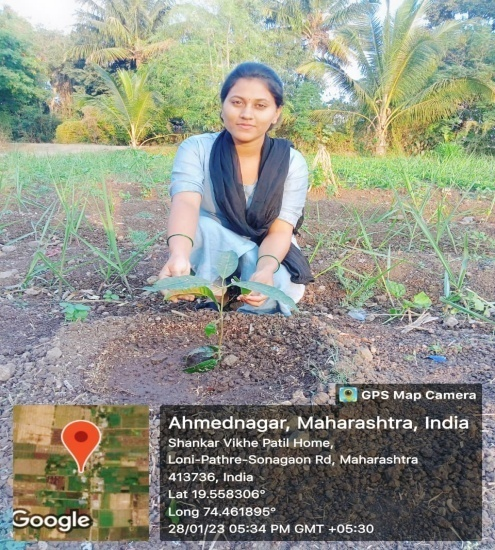 GPS Map Camera
Ahmednagar, Maharashtra, India
Shankar Vikhe Patil Home,
Loni-Pathre-Sonagaon Rd, Maharashtra
413736, India
Lat 19.558306°
Long 74.461895°
28/01/23 05:34 PM GMT +05:30
Google